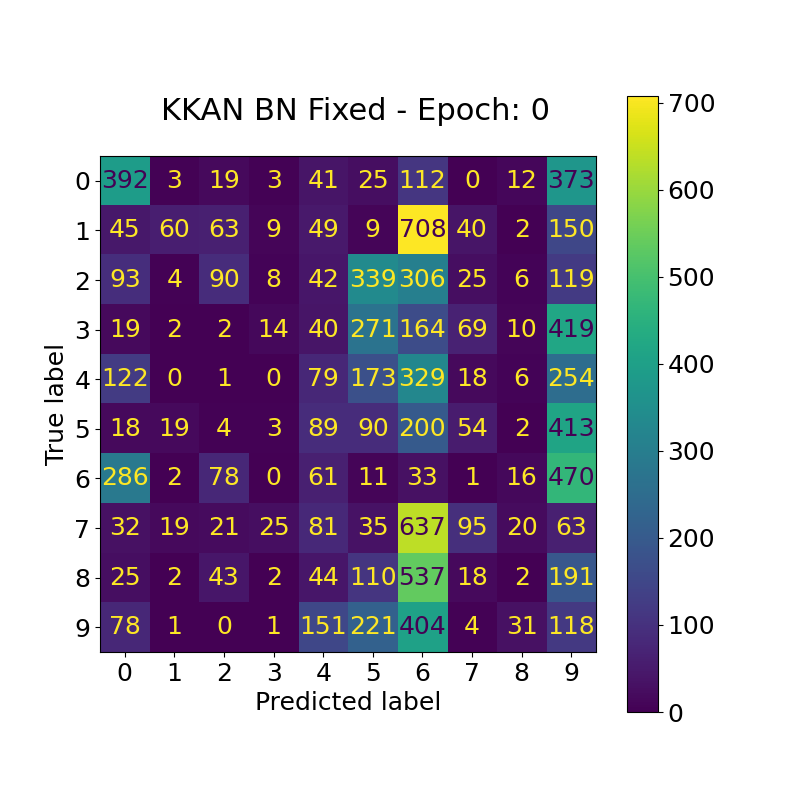 KKAN BN Fixed - Epoch: 0
700
600
500
400
300
200
100
0
True label
0 392 3 19 3 41 25 112 0 12 373
1 45 60 63 9 49 9 708 40 2 150
2 93 4 90 8 42 339 306 25 6 119
3 19 2 2 14 40 271 164 69 10 419
4 122 0 1 0 79 173 329 18 6 254
5 18 19 4 3 89 90 200 54 2 413
6 286 2 78 0 61 11 33 1 16 470
7 32 19 21 25 81 35 637 95 20 63
8 25 2 43 2 44 110 537 18 2 191
9 78 1 0 1 151 221 404 4 31 118
0 1 2 3 4 5 6 7 8 9
Predicted label